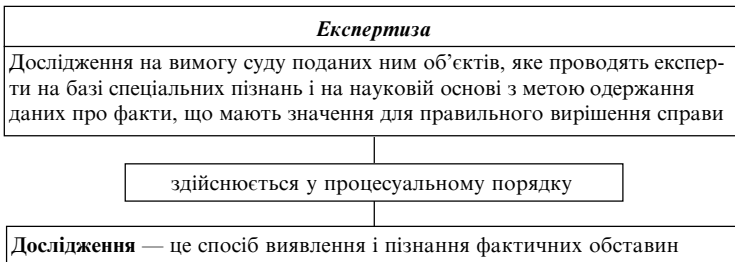 Експертиза
Дослідження на вимогу суду поданих ним об’єктів, яке проводять експер-
ти на базі спеціальних пізнань і на науковій основі з метою одержання
даних про факти, що мають значення для правильного вирішення справи
здійснюється у процесуальному порядку
Дослідження — це спосіб виявлення і пізнання фактичних обставин